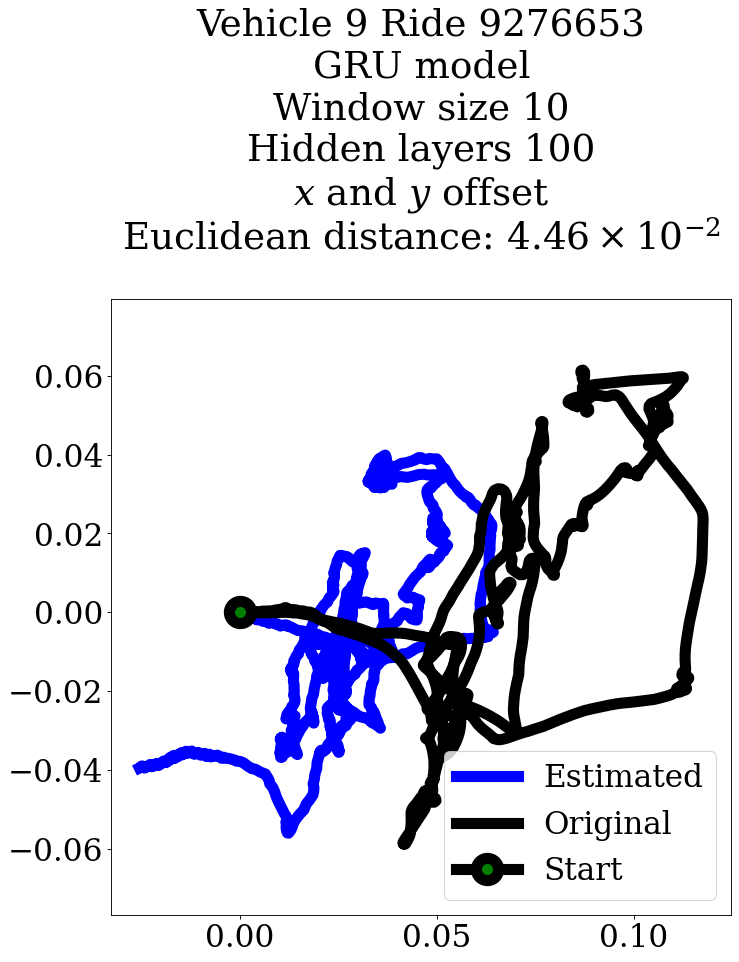 Vehicle 9 Ride 9276653
GRU model
Window size 10
Hidden layers 100
x and y offset
Euclidean distance: 4.46 × 10⁻²
0.06
0.04
0.02
0.00
−0.02
−0.04
−0.06
Estimated
Original
Start
0.00 0.05 0.10